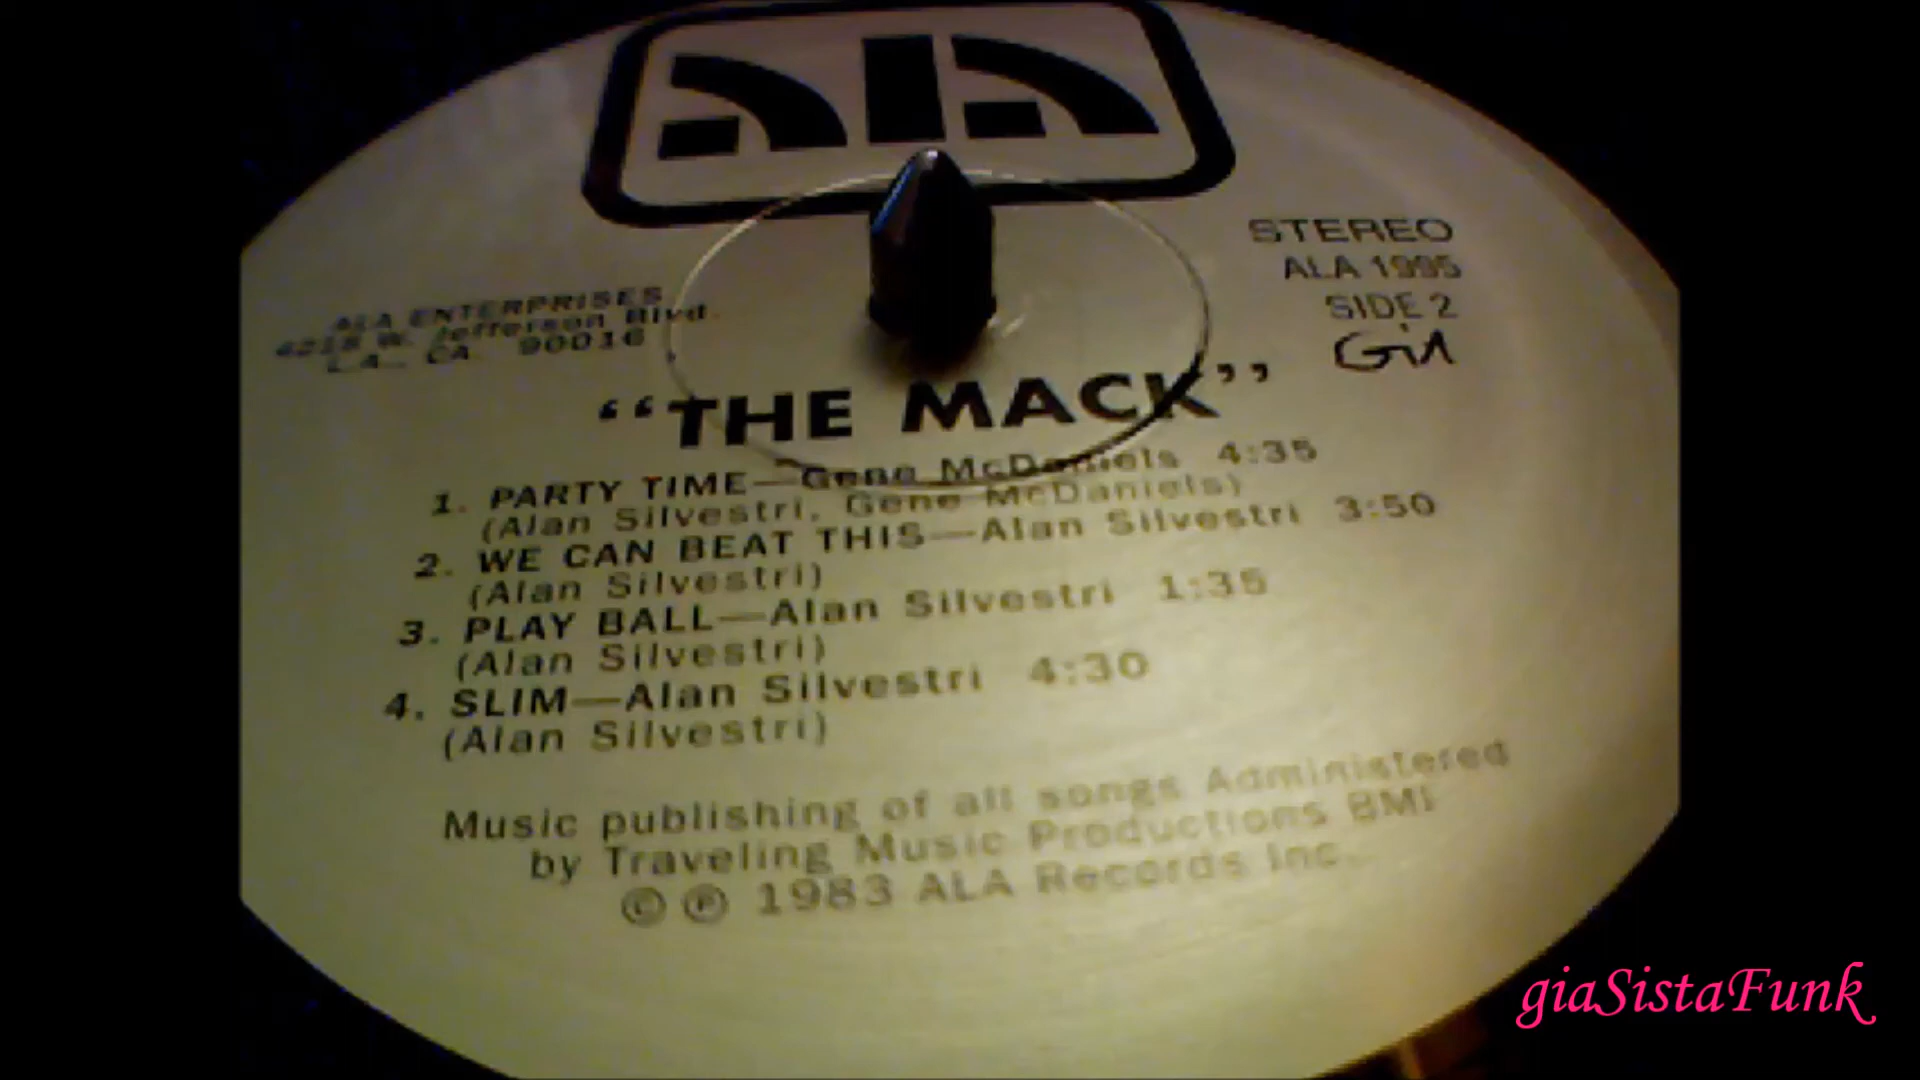 ALA
STEREO
ALA 1995
SIDE 2
Gia
ALA ENTERPRISES
4218 W. Jefferson Blvd.
L.A., CA. 90016
“THE MACK”
1. PARTY TIME—Gene McDaniels 4:35
(Alan Silvestri, Gene McDaniels)
2. WE CAN BEAT THIS—Alan Silvestri 3:50
(Alan Silvestri)
3. PLAY BALL—Alan Silvestri 1:35
(Alan Silvestri)
4. SLIM—Alan Silvestri 4:30
(Alan Silvestri)
Music publishing of all songs Administered
by Traveling Music Productions BMI
© ℗ 1983 ALA Records Inc.
giaSistaFunk